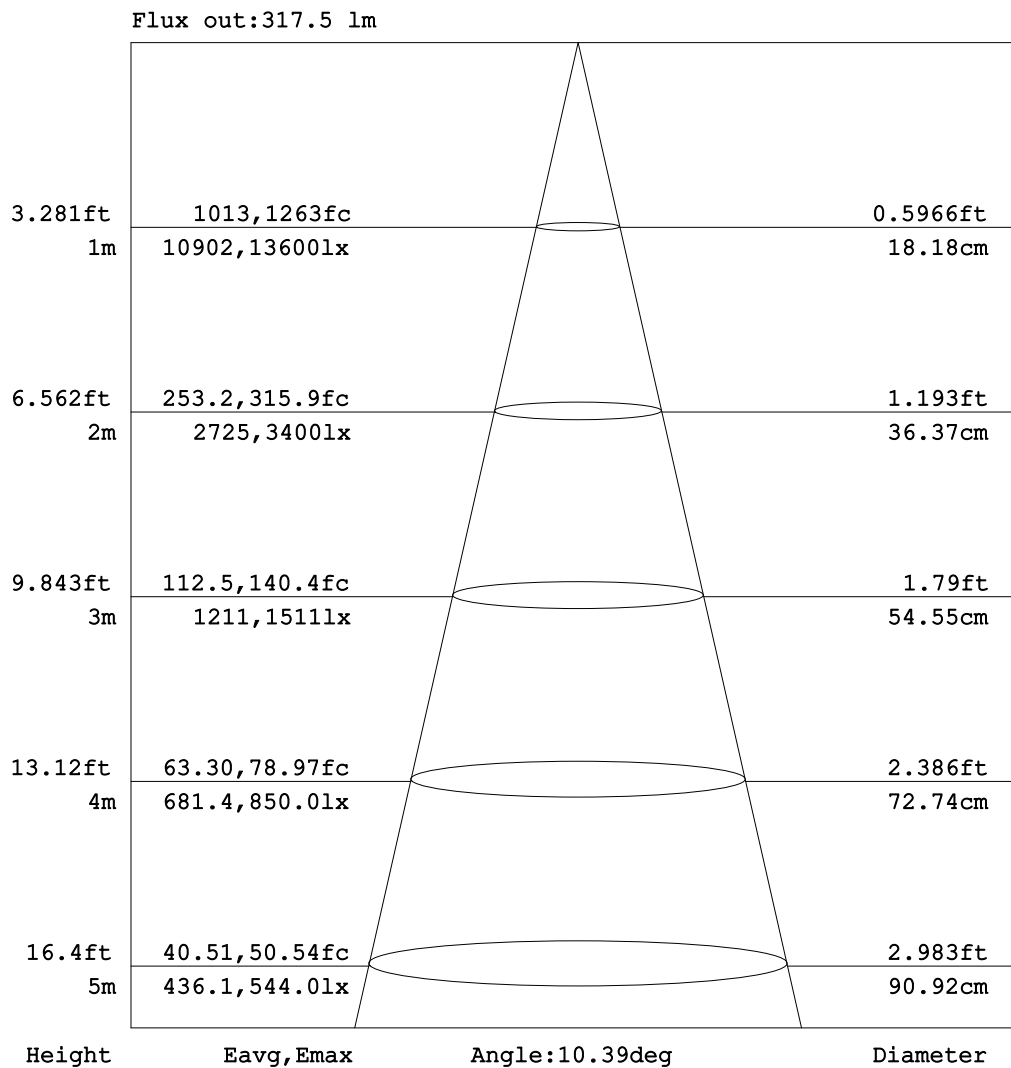 Flux out:317.5 lm
3.281ft 1013,1263fc 0.5966ft
1m 10902,13600lx 18.18cm
6.562ft 253.2,315.9fc 1.193ft
2m 2725,3400lx 36.37cm
9.843ft 112.5,140.4fc 1.79ft
3m 1211,1511lx 54.55cm
13.12ft 63.30,78.97fc 2.386ft
4m 681.4,850.0lx 72.74cm
16.4ft 40.51,50.54fc 2.983ft
5m 436.1,544.0lx 90.92cm
Height Eavg,Emax Angle:10.39deg Diameter